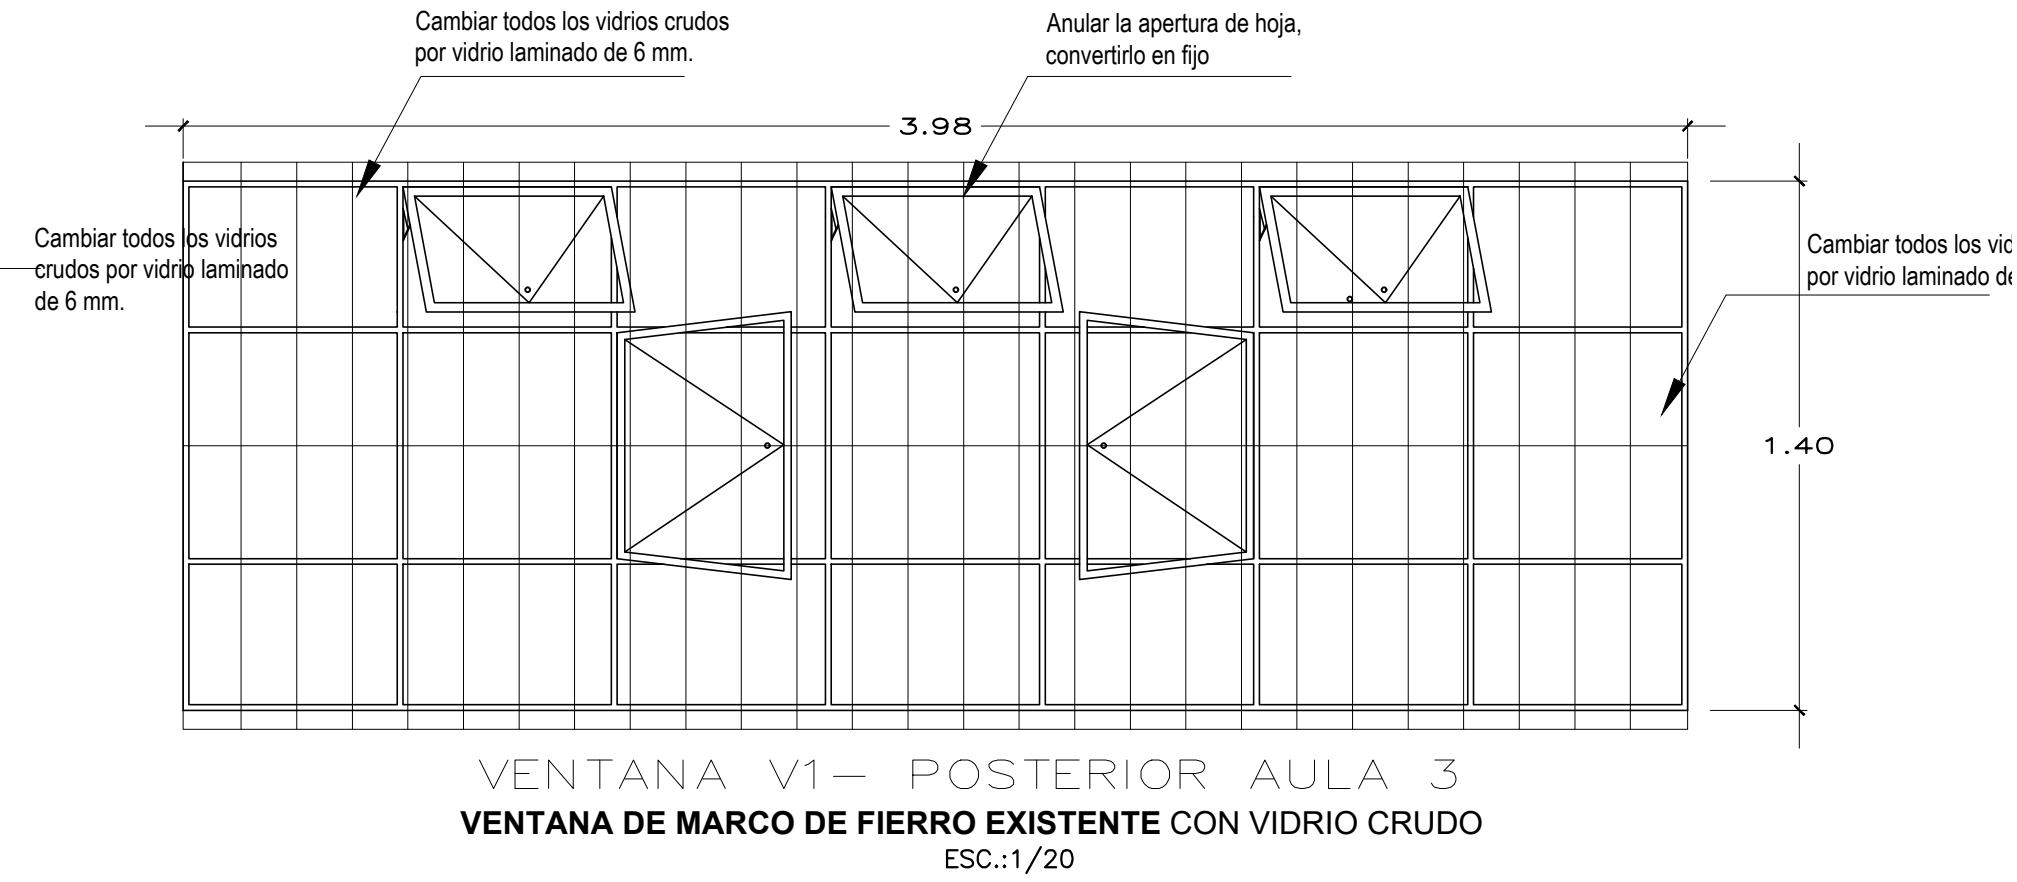 Cambiar todos los vidrios crudos
por vidrio laminado de 6 mm.
Anular la apertura de hoja,
convertirlo en fijo
3.98
Cambiar todos los vidrios
crudos por vidrio laminado
de 6 mm.
Cambiar todos los
por vidrio laminado
1.40
VENTANA V1- POSTERIOR AULA 3
VENTANA DE MARCO DE FIERRO EXISTENTE CON VIDRIO CRUDO
ESC.:1/20